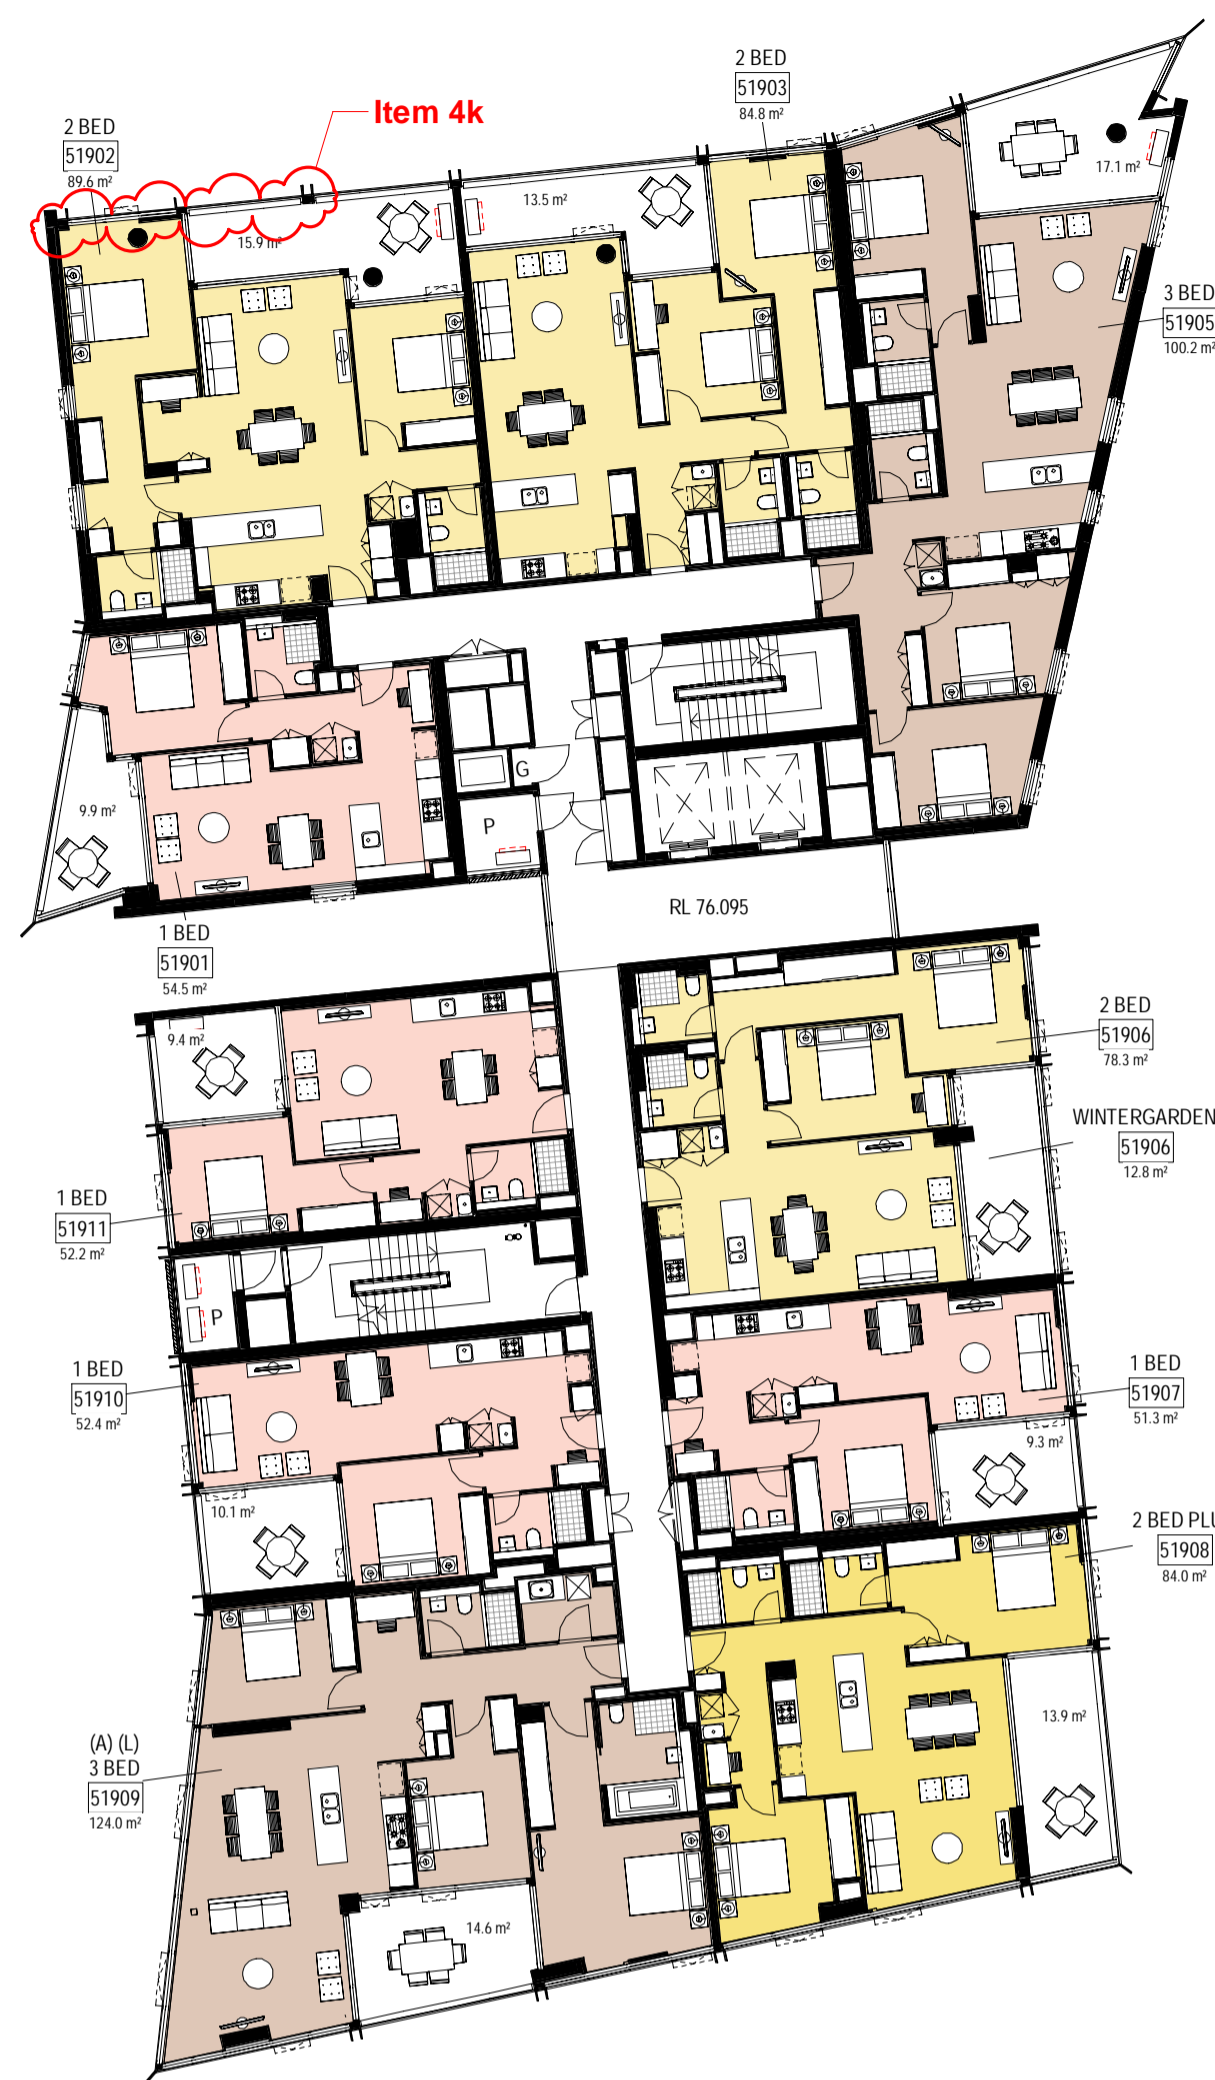 2 BED
51903
84.8 m²
Item 4k
2 BED
51902
89.6 m²
17.1 m²
13.5 m²
15.9 m²
3 BED
51905
100.2 m²
G
9.9 m²
P
RL 76.095
1 BED
51901
54.5 m²
2 BED
51906
78.3 m²
9.4 m²
WINTERGARDEN
51906
12.8 m²
1 BED
51911
52.2 m²
P
1 BED
51910
52.4 m²
1 BED
51907
51.3 m²
9.3 m²
10.1 m²
2 BED PLU
51908
84.0 m²
13.9 m²
(A) (L)
3 BED
51909
124.0 m²
14.6 m²